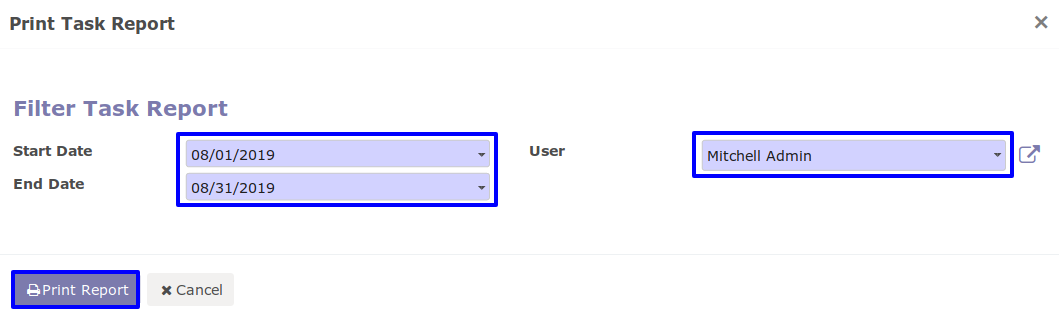 Print Task Report
Filter Task Report
Start Date 08/01/2019 User Mitchell Admin
End Date 08/31/2019
Print Report Cancel